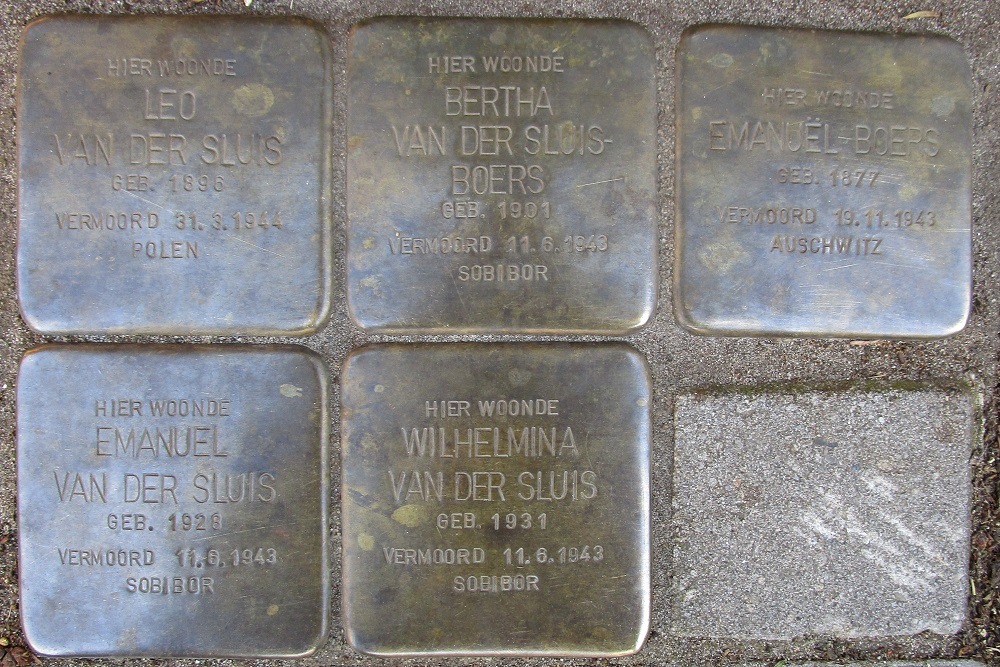 HIER WOONDE
LEO
VAN DER SLUIS
GEB. 1896
VERMOORD 31.3.1944
POLEN
HIER WOONDE
BERTHA
VAN DER SLUIS-
BOERS
GEB. 1901
VERMOORD 11.6.1943
SOBIBOR
HIER WOONDE
EMANUËL BOERS
GEB. 1877
VERMOORD 19.11.1943
AUSCHWITZ
HIER WOONDE
EMANUEL
VAN DER SLUIS
GEB. 1928
VERMOORD 11.6.1943
SOBIBOR
HIER WOONDE
WILHELMINA
VAN DER SLUIS
GEB. 1931
VERMOORD 11.6.1943
SOBIBOR